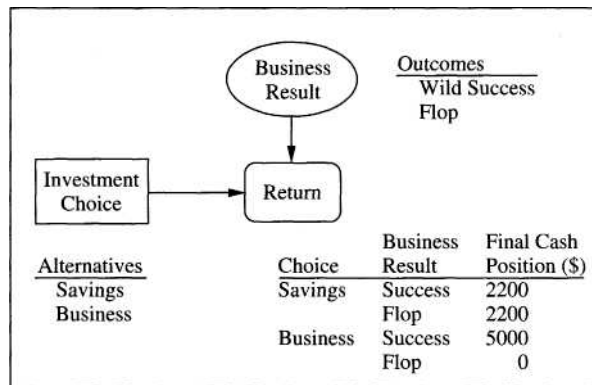 Business
Result
Outcomes
Wild Success
Flop
Investment
Choice
Return
Alternatives
Savings
Business
Business Final Cash
Choice Result Position ($)
Savings Success 2200
Flop 2200
Business Success 5000
Flop 0